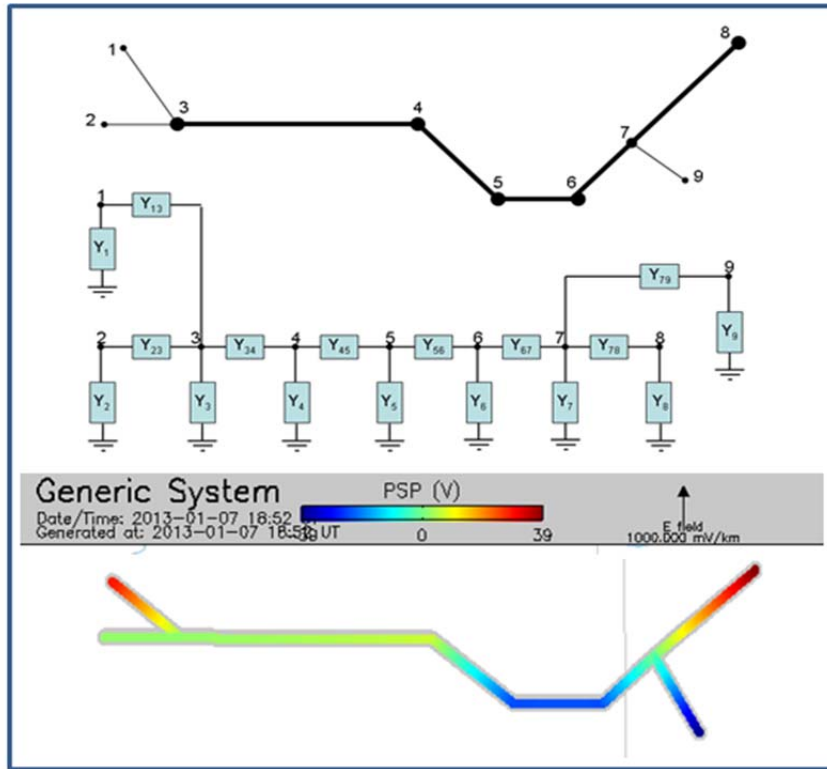 8
1
3
4
2
7
5
6
9
1
Y13
Y1
9
Y79
2
3
4
5
6
7
8
Y23
Y34
Y45
Y56
Y67
Y78
Y9
Y2
Y3
Y4
Y5
Y6
Y7
Y8
Generic System
PSP (V)
Date/Time: 2013-01-07 18:52
Generated at: 2013-01-07 UT
0
39
E field
1000.000 mV/km